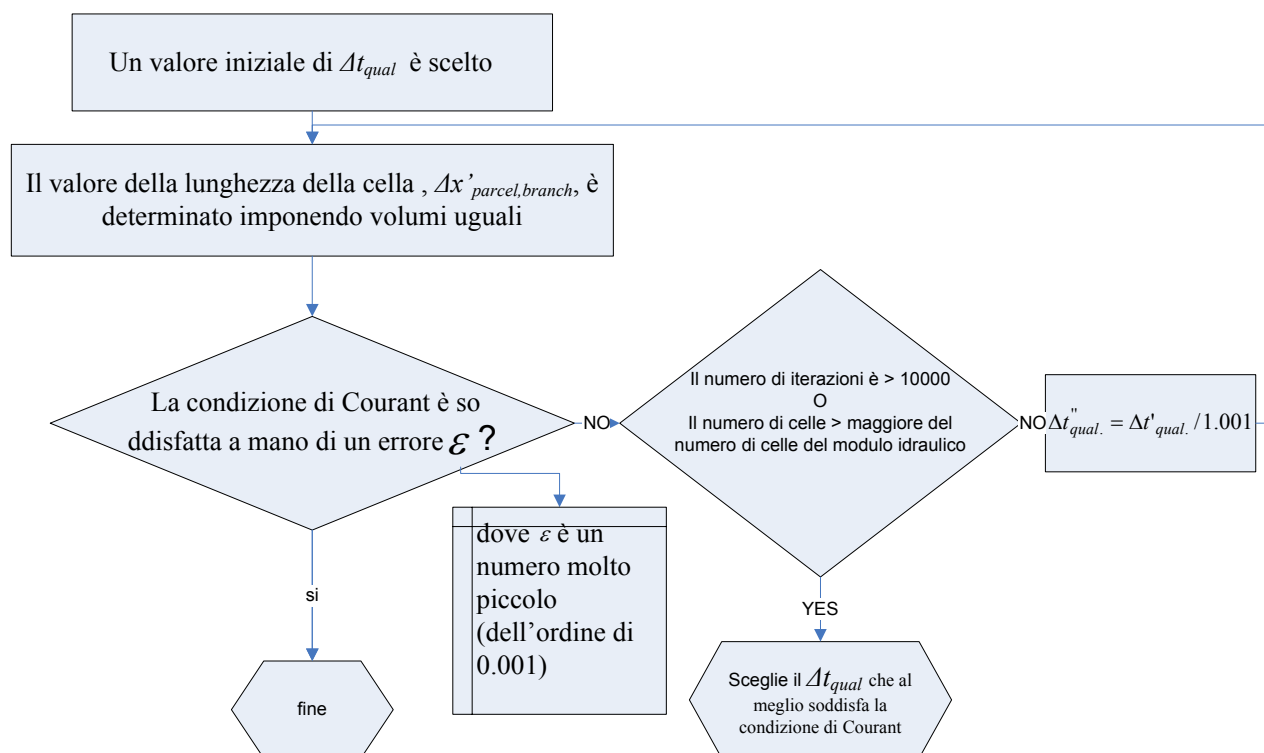 Un valore iniziale di Δt_qual è scelto
Il valore della lunghezza della cella , Δx’_parcel,branch, è
determinato imponendo volumi uguali
La condizione di Courant è so
ddisfatta a mano di un errore ε ?
NO
Il numero di iterazioni è > 10000
O
Il numero di celle > maggiore del
numero di celle del modulo idraulico
NO
Δt"_qual. = Δt'_qual. /1.001
dove ε è un
numero molto
piccolo
(dell’ordine di
0.001)
si
YES
fine
Sceglie il Δt_qual che al
meglio soddisfa la
condizione di Courant